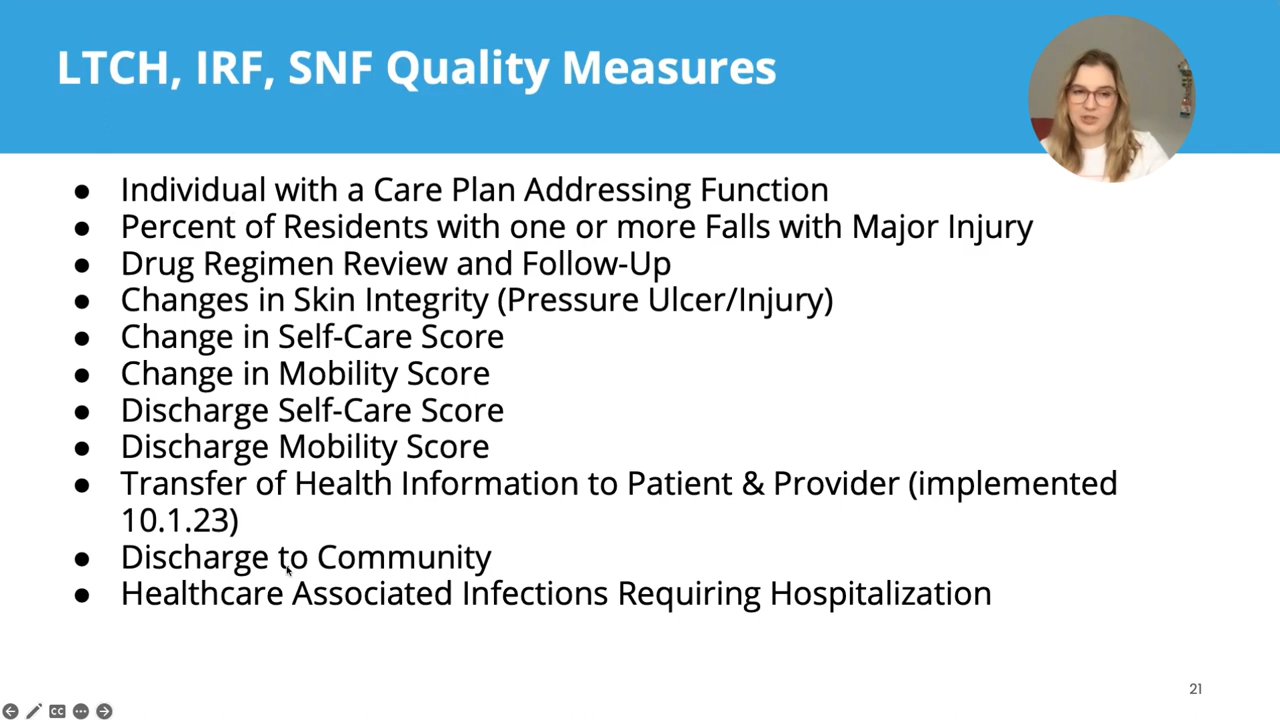 LTCH, IRF, SNF Quality Measures
● Individual with a Care Plan Addressing Function
● Percent of Residents with one or more Falls with Major Injury
● Drug Regimen Review and Follow-Up
● Changes in Skin Integrity (Pressure Ulcer/Injury)
● Change in Self-Care Score
● Change in Mobility Score
● Discharge Self-Care Score
● Discharge Mobility Score
● Transfer of Health Information to Patient & Provider (implemented
10.1.23)
● Discharge to Community
● Healthcare Associated Infections Requiring Hospitalization
21
CC